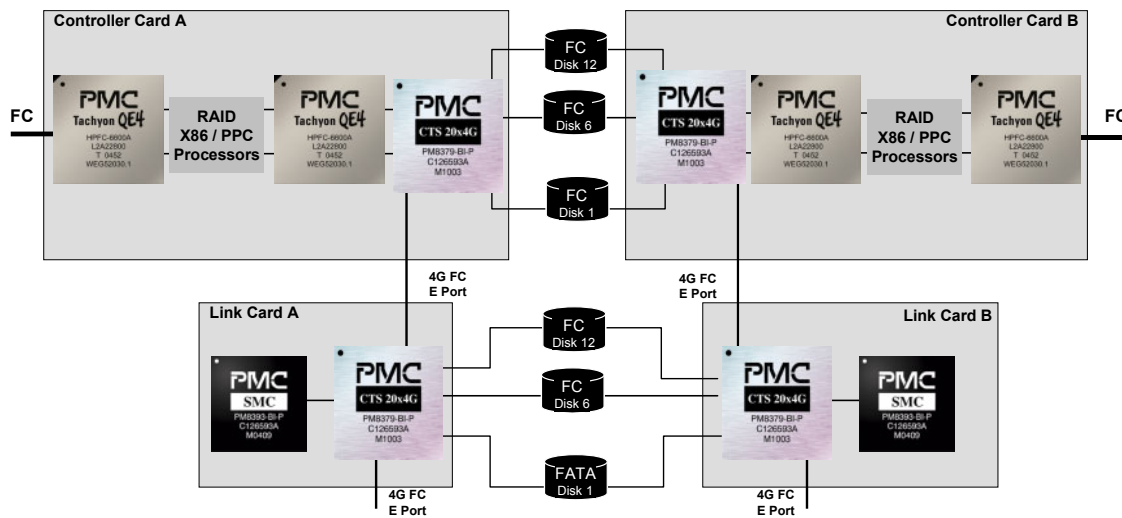 Controller Card A
Controller Card B
FC
PMC
Tachyon QE4
HPFC-6600A
L2A22800
T 0452
WEG52030.1
RAID
X86 / PPC
Processors
PMC
Tachyon QE4
HPFC-6600A
L2A22800
T 0452
WEG52030.1
PMC
CTS 20x4G
PM8379-BI-P
C126593A
M1003
FC
Disk 12
FC
Disk 6
FC
Disk 1
PMC
CTS 20x4G
PM8379-BI-P
C126593A
M1003
PMC
Tachyon QE4
HPFC-6600A
L2A22800
T 0452
WEG52030.1
RAID
X86 / PPC
Processors
PMC
Tachyon QE4
HPFC-6600A
L2A22800
T 0452
WEG52030.1
FC
4G FC
E Port
4G FC
E Port
Link Card A
Link Card B
PMC
SMC
PM8393-BI-P
C126593A
M0409
PMC
CTS 20x4G
PM8379-BI-P
C126593A
M1003
FC
Disk 12
FC
Disk 6
FATA
Disk 1
PMC
CTS 20x4G
PM8379-BI-P
C126593A
M1003
PMC
SMC
PM8393-BI-P
C126593A
M0409
4G FC
E Port
4G FC
E Port